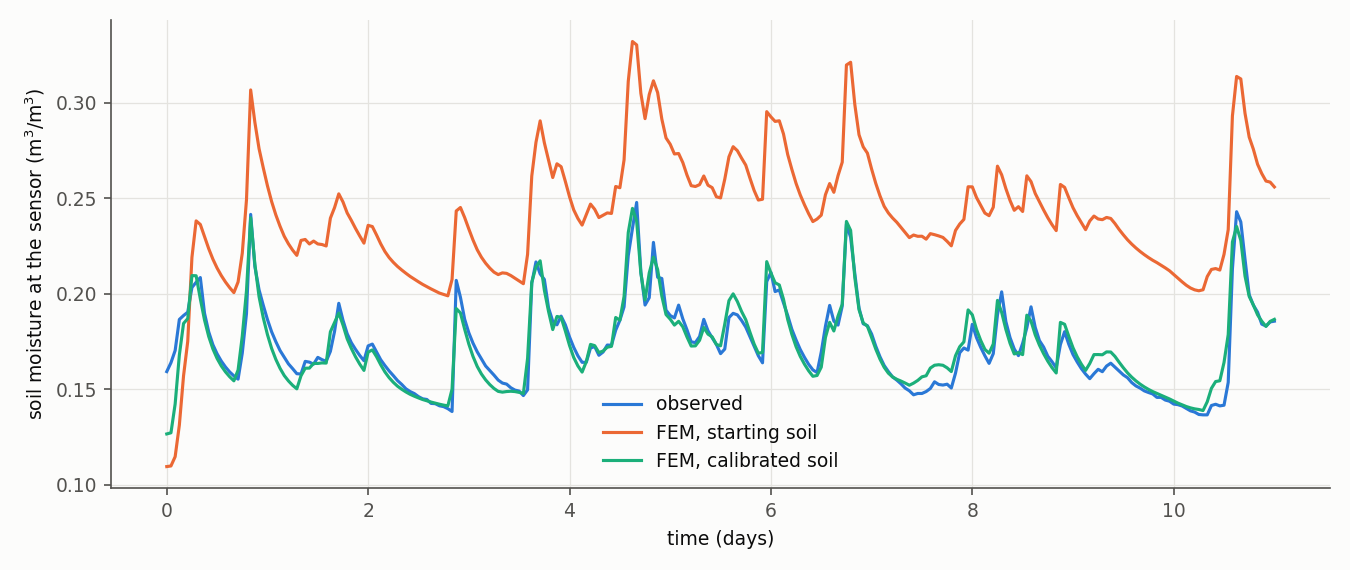 soil moisture at the sensor (m³/m³)
0.30
0.25
0.20
0.15
0.10
observed
FEM, starting soil
FEM, calibrated soil
0 2 4 6 8 10
time (days)